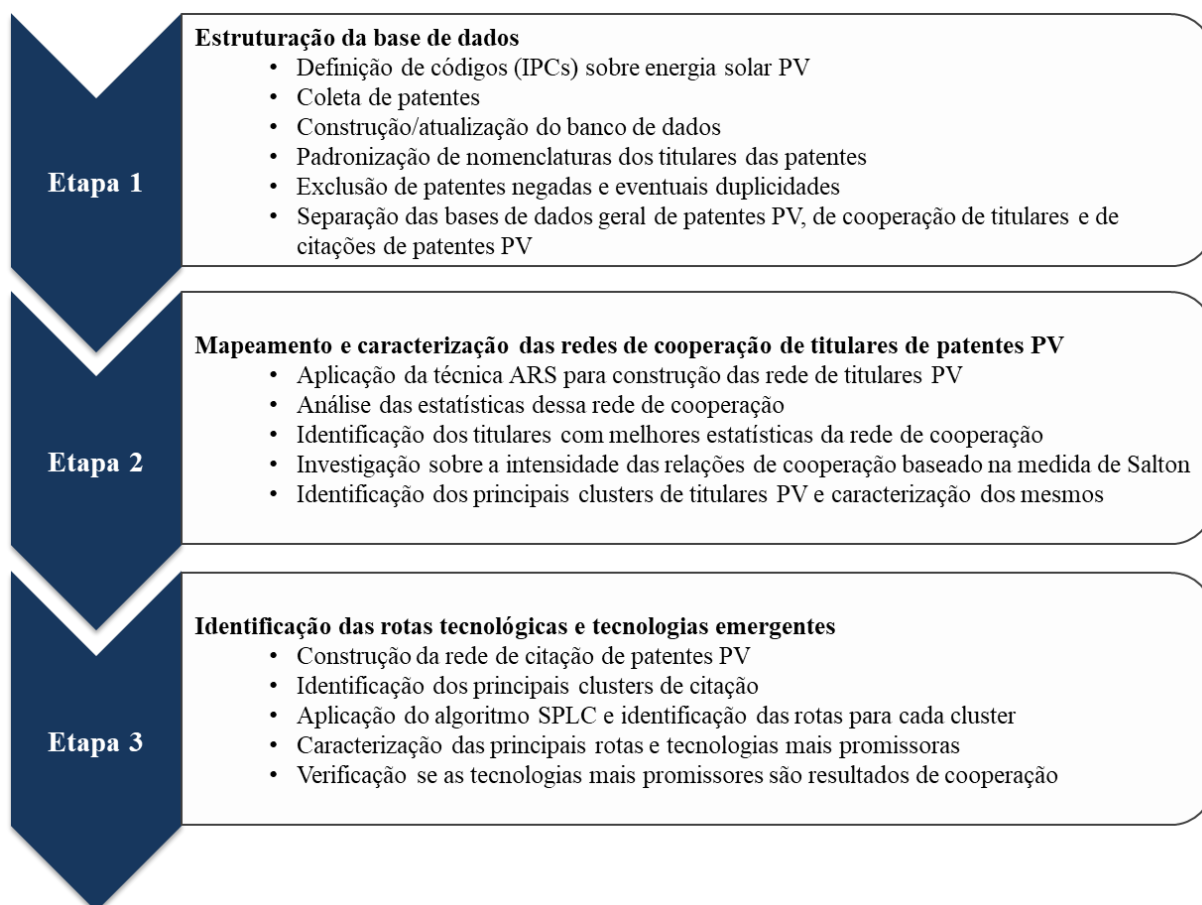 Estruturação da base de dados
• Definição de códigos (IPCs) sobre energia solar PV
• Coleta de patentes
• Construção/atualização do banco de dados
• Padronização de nomenclaturas dos titulares das patentes
Etapa 1
• Exclusão de patentes negadas e eventuais duplicidades
• Separação das bases de dados geral de patentes PV, de cooperação de titulares e de
citações de patentes PV
Mapeamento e caracterização das redes de cooperação de titulares de patentes PV
• Aplicação da técnica ARS para construção das rede de titulares PV
• Análise das estatísticas dessa rede de cooperação
• Identificação dos titulares com melhores estatísticas da rede de cooperação
Etapa 2
• Investigação sobre a intensidade das relações de cooperação baseado na medida de Salton
• Identificação dos principais clusters de titulares PV e caracterização dos mesmos
Identificação das rotas tecnológicas e tecnologias emergentes
• Construção da rede de citação de patentes PV
• Identificação dos principais clusters de citação
• Aplicação do algoritmo SPLC e identificação das rotas para cada cluster
Etapa 3
• Caracterização das principais rotas e tecnologias mais promissoras
• Verificação se as tecnologias mais promissores são resultados de cooperação